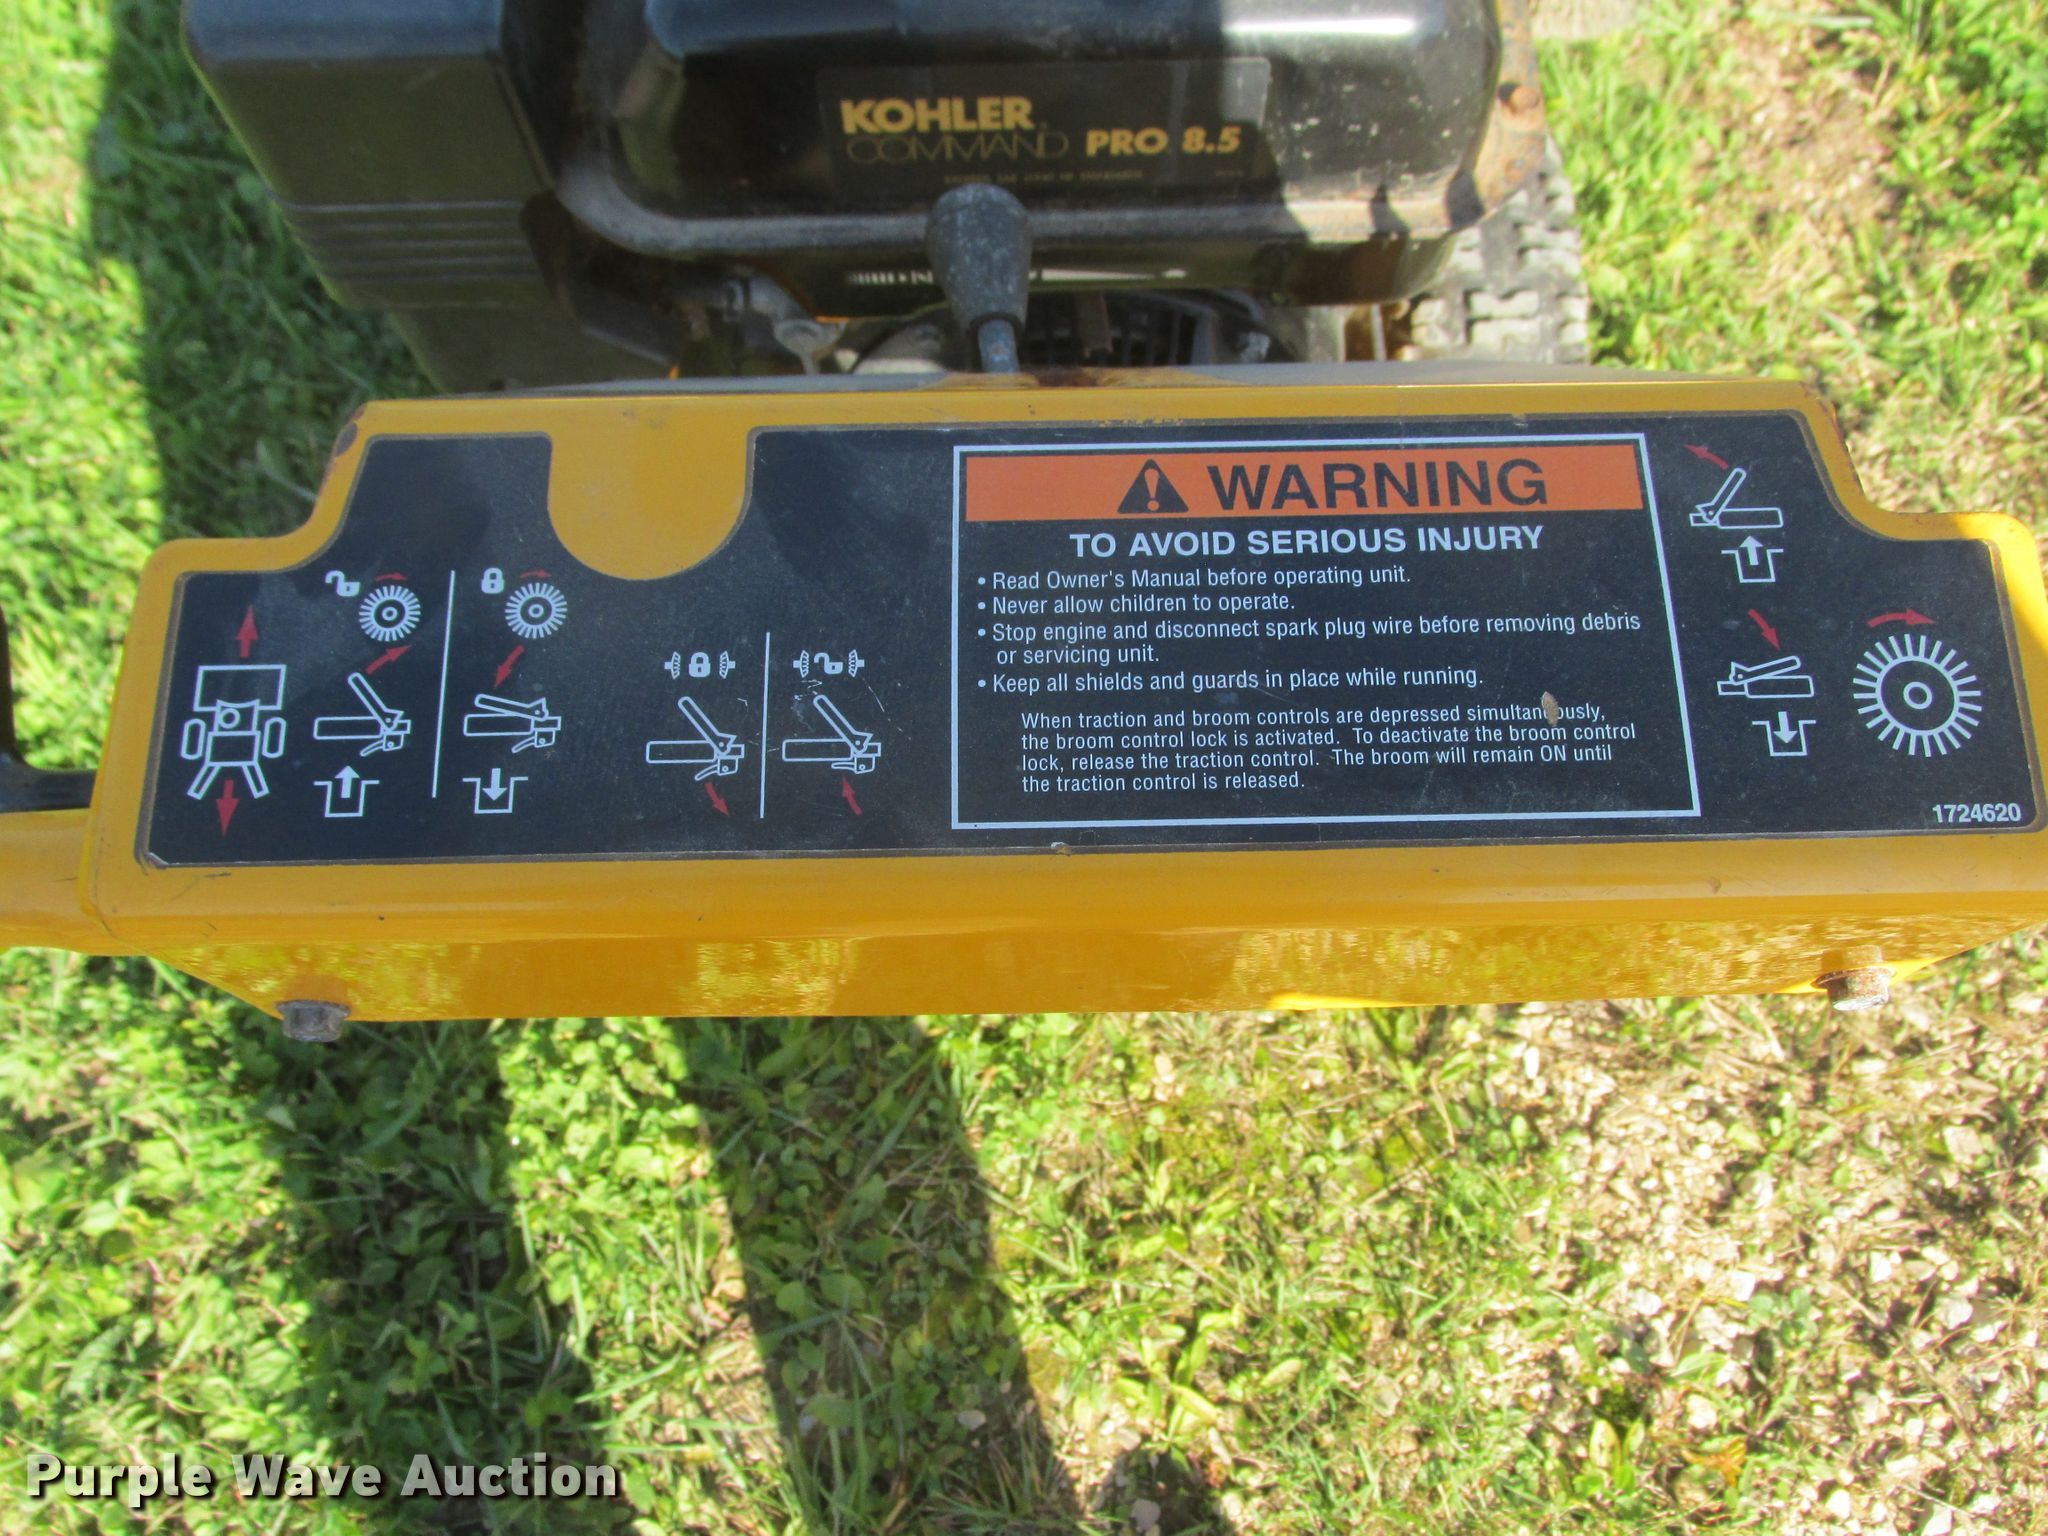 KOHLER
COMMAND PRO 8.5
WARNING
TO AVOID SERIOUS INJURY
• Read Owner's Manual before operating unit.
• Never allow children to operate.
• Stop engine and disconnect spark plug wire before removing debris
or servicing unit.
• Keep all shields and guards in place while running.
When traction and broom controls are depressed simultaneously,
the broom control lock is activated. To deactivate the broom control
lock, release the traction control. The broom will remain ON until
the traction control is released.
1724620
Purple Wave Auction